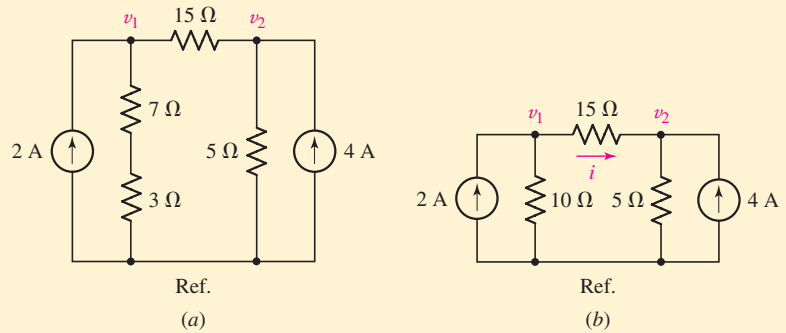 15 Ω
v₁ v₂
7 Ω
2 A 5 Ω 4 A
3 Ω
Ref.
(a)
15 Ω
v₁ v₂
i
2 A 10 Ω 5 Ω 4 A
Ref.
(b)